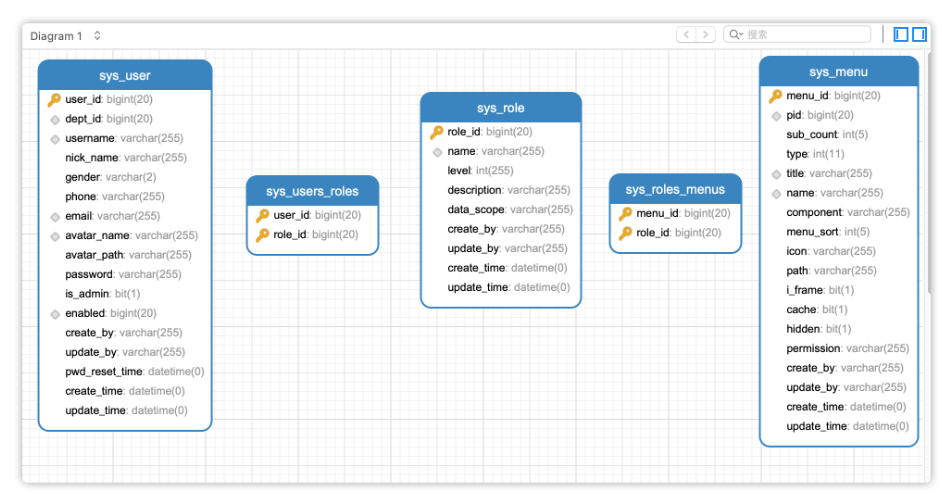 Diagram 1
搜索
sys_user
user_id: bigint(20)
dept_id: bigint(20)
username: varchar(255)
nick_name: varchar(255)
gender: varchar(2)
phone: varchar(255)
email: varchar(255)
avatar_name: varchar(255)
avatar_path: varchar(255)
password: varchar(255)
is_admin: bit(1)
enabled: bigint(20)
create_by: varchar(255)
update_by: varchar(255)
pwd_reset_time: datetime(0)
create_time: datetime(0)
update_time: datetime(0)
sys_users_roles
user_id: bigint(20)
role_id: bigint(20)
sys_role
role_id: bigint(20)
name: varchar(255)
level: int(255)
description: varchar(255)
data_scope: varchar(255)
create_by: varchar(255)
update_by: varchar(255)
create_time: datetime(0)
update_time: datetime(0)
sys_roles_menus
menu_id: bigint(20)
role_id: bigint(20)
sys_menu
menu_id: bigint(20)
pid: bigint(20)
sub_count: int(5)
type: int(11)
title: varchar(255)
name: varchar(255)
component: varchar(255)
menu_sort: int(5)
icon: varchar(255)
path: varchar(255)
i_frame: bit(1)
cache: bit(1)
hidden: bit(1)
permission: varchar(255)
create_by: varchar(255)
update_by: varchar(255)
create_time: datetime(0)
update_time: datetime(0)